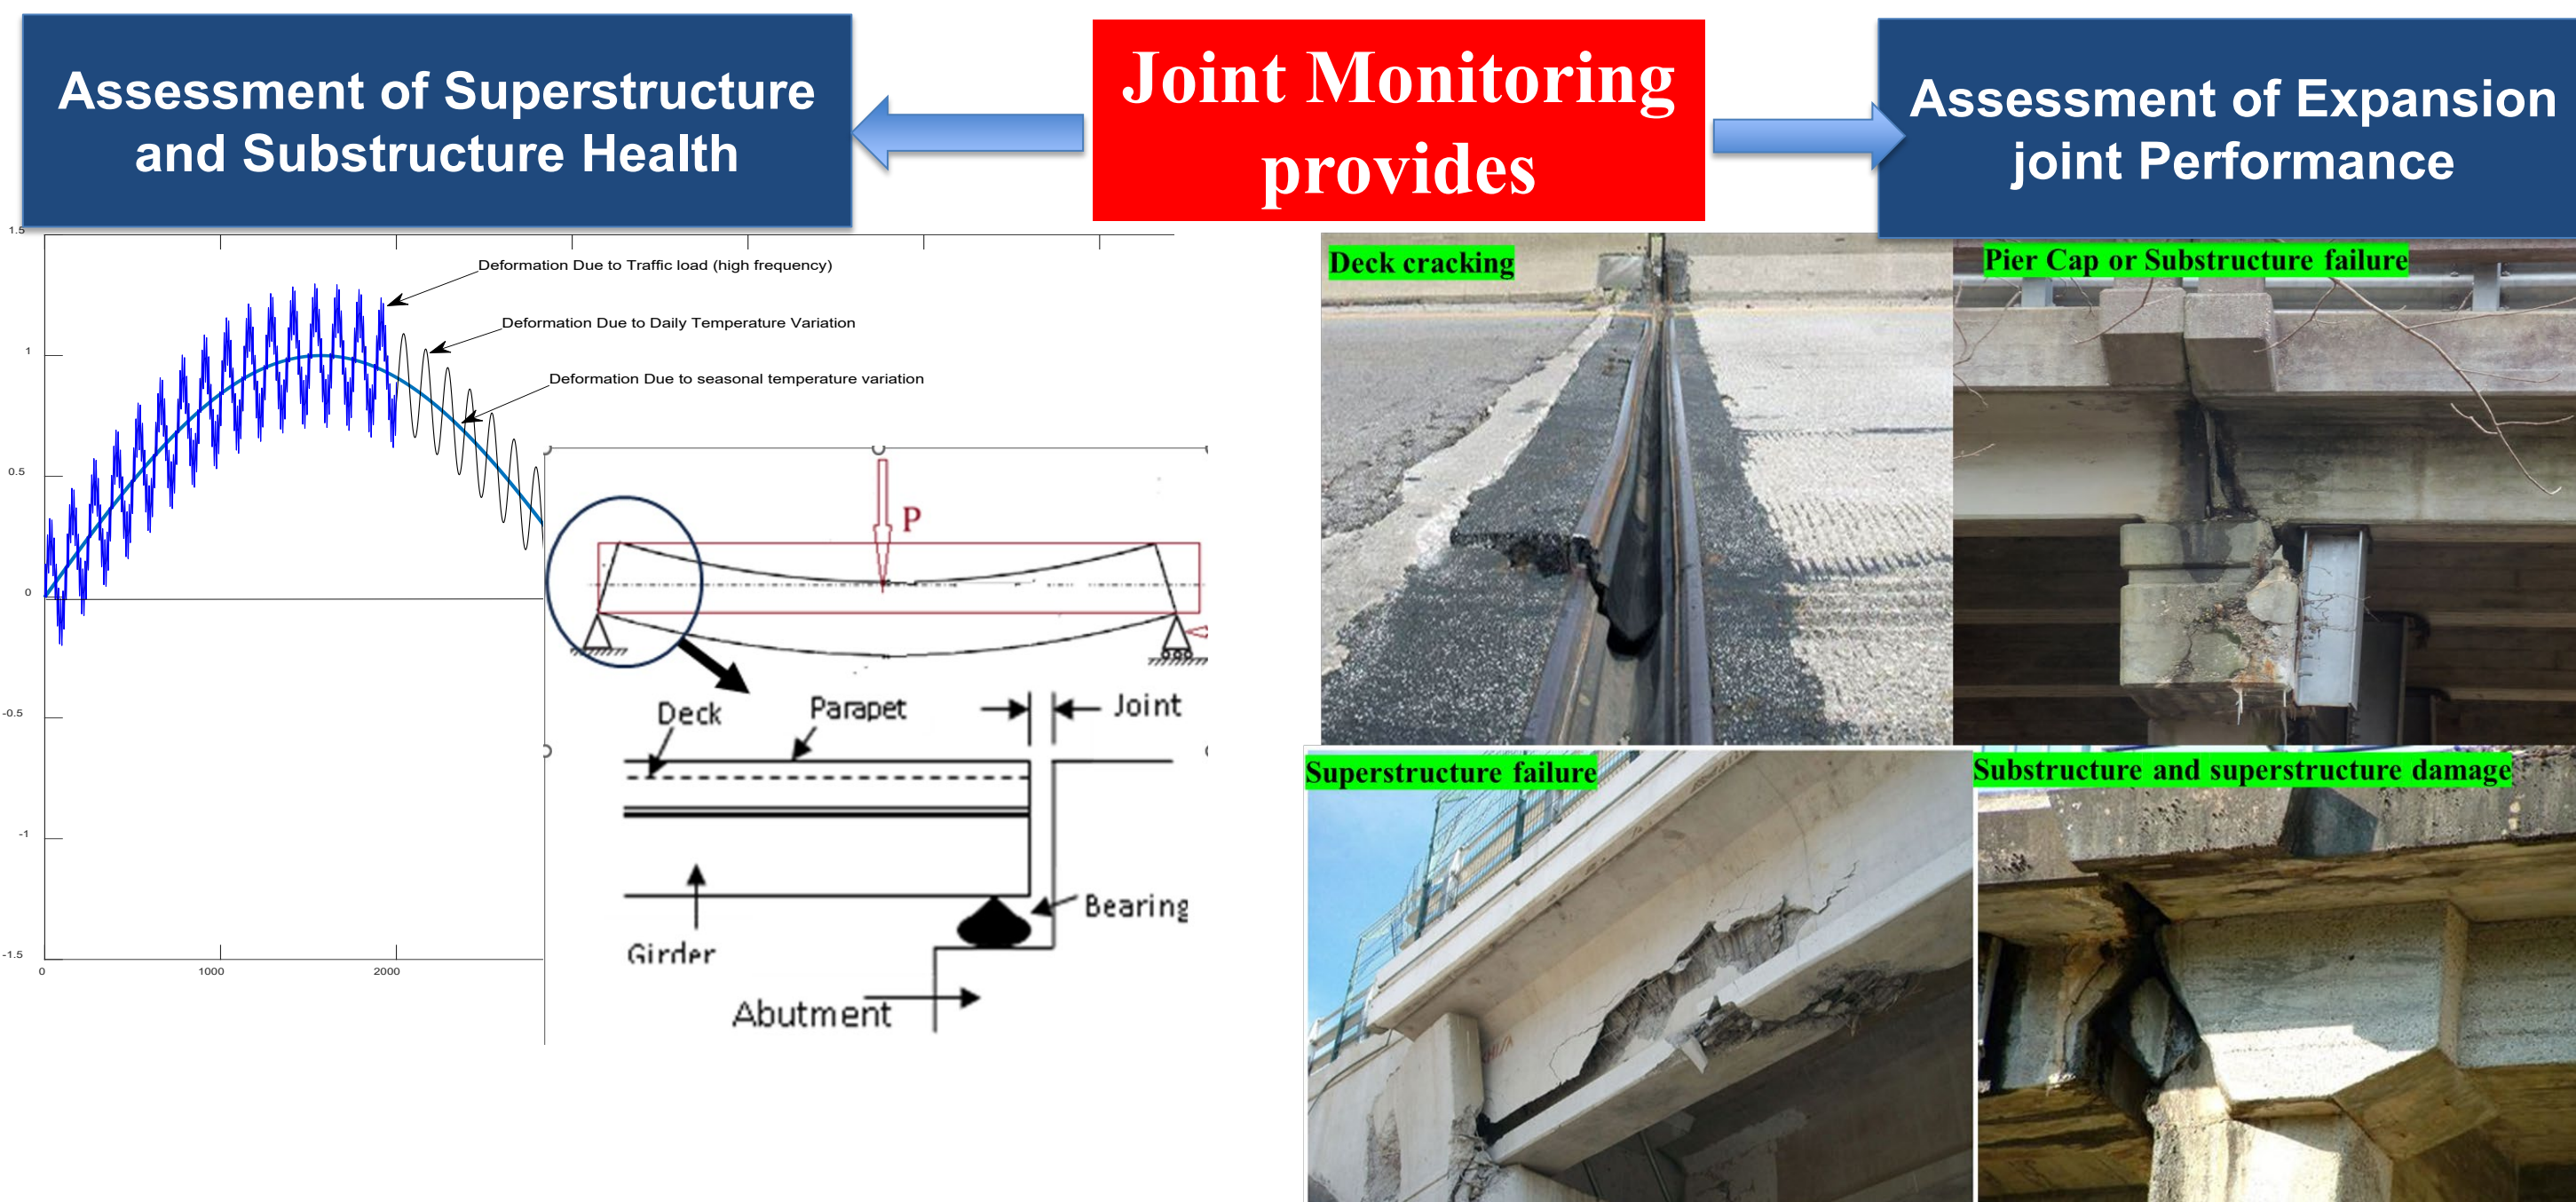 Assessment of Superstructure
and Substructure Health
Joint Monitoring
provides
Assessment of Expansion
joint Performance
1.5
1
0.5
0
-0.5
-1
-1.5
0
1000
2000
Deformation Due to Traffic load (high frequency)
Deformation Due to Daily Temperature Variation
Deformation Due to seasonal temperature variation
P
Deck
Parapet
Joint
Bearing
Girder
Abutment
Deck cracking
Pier Cap or Substructure failure
Superstructure failure
Substructure and superstructure damage